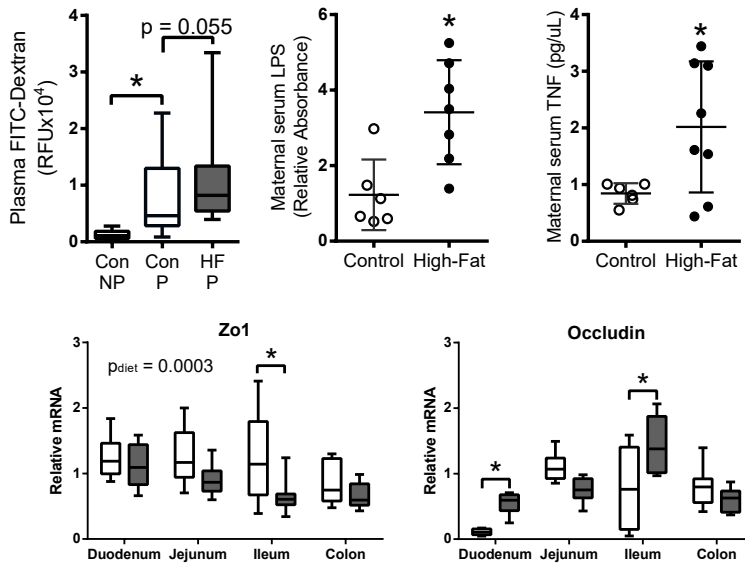 Plasma FITC-Dextran
(RFUx10⁴)
4
3
2
1
0
*
p = 0.055
Con
NP
Con
P
HF
P
Maternal serum LPS
(Relative Absorbance)
6
4
2
0
*
Control
High-Fat
Maternal serum TNF (pg/uL)
4
3
2
1
0
*
Control
High-Fat
Zo1
Relative mRNA
3
2
1
0
pdiet = 0.0003
*
Duodenum
Jejunum
Ileum
Colon
Occludin
Relative mRNA
3
2
1
0
*
*
Duodenum
Jejunum
Ileum
Colon